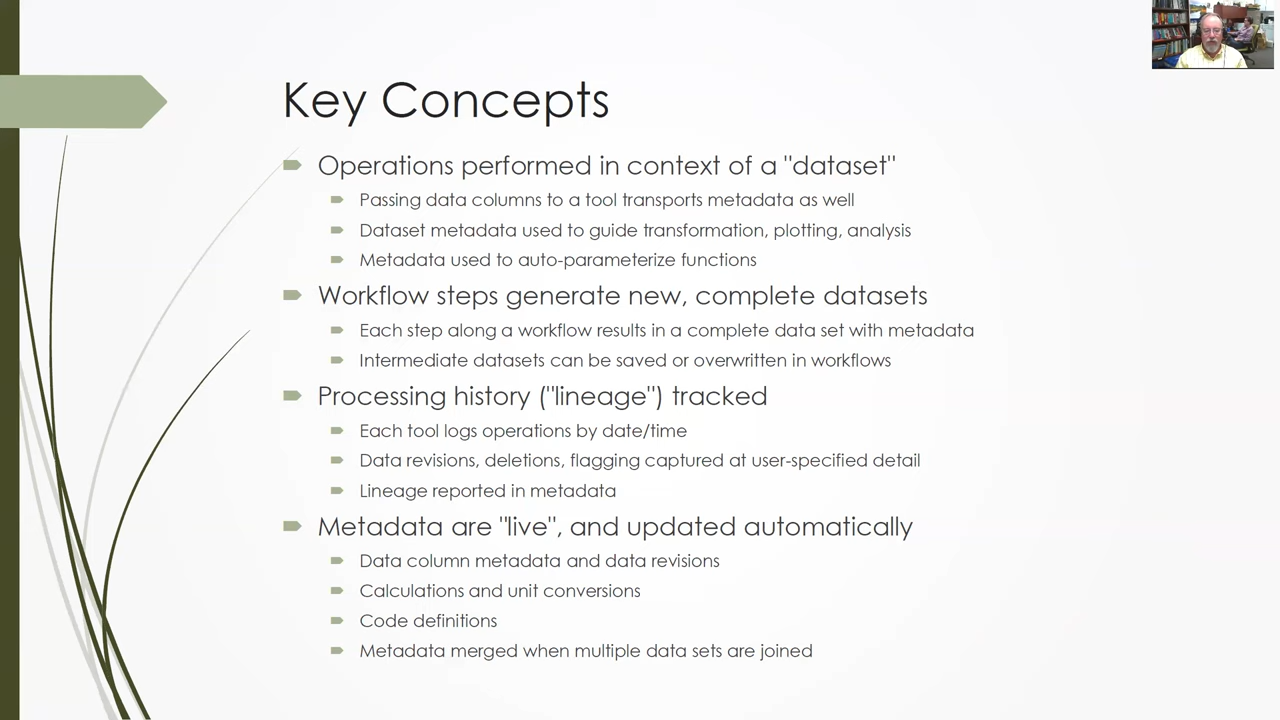 Key Concepts
Operations performed in context of a "dataset"
Passing data columns to a tool transports metadata as well
Dataset metadata used to guide transformation, plotting, analysis
Metadata used to auto-parameterize functions
Workflow steps generate new, complete datasets
Each step along a workflow results in a complete data set with metadata
Intermediate datasets can be saved or overwritten in workflows
Processing history ("lineage") tracked
Each tool logs operations by date/time
Data revisions, deletions, flagging captured at user-specified detail
Lineage reported in metadata
Metadata are "live", and updated automatically
Data column metadata and data revisions
Calculations and unit conversions
Code definitions
Metadata merged when multiple data sets are joined